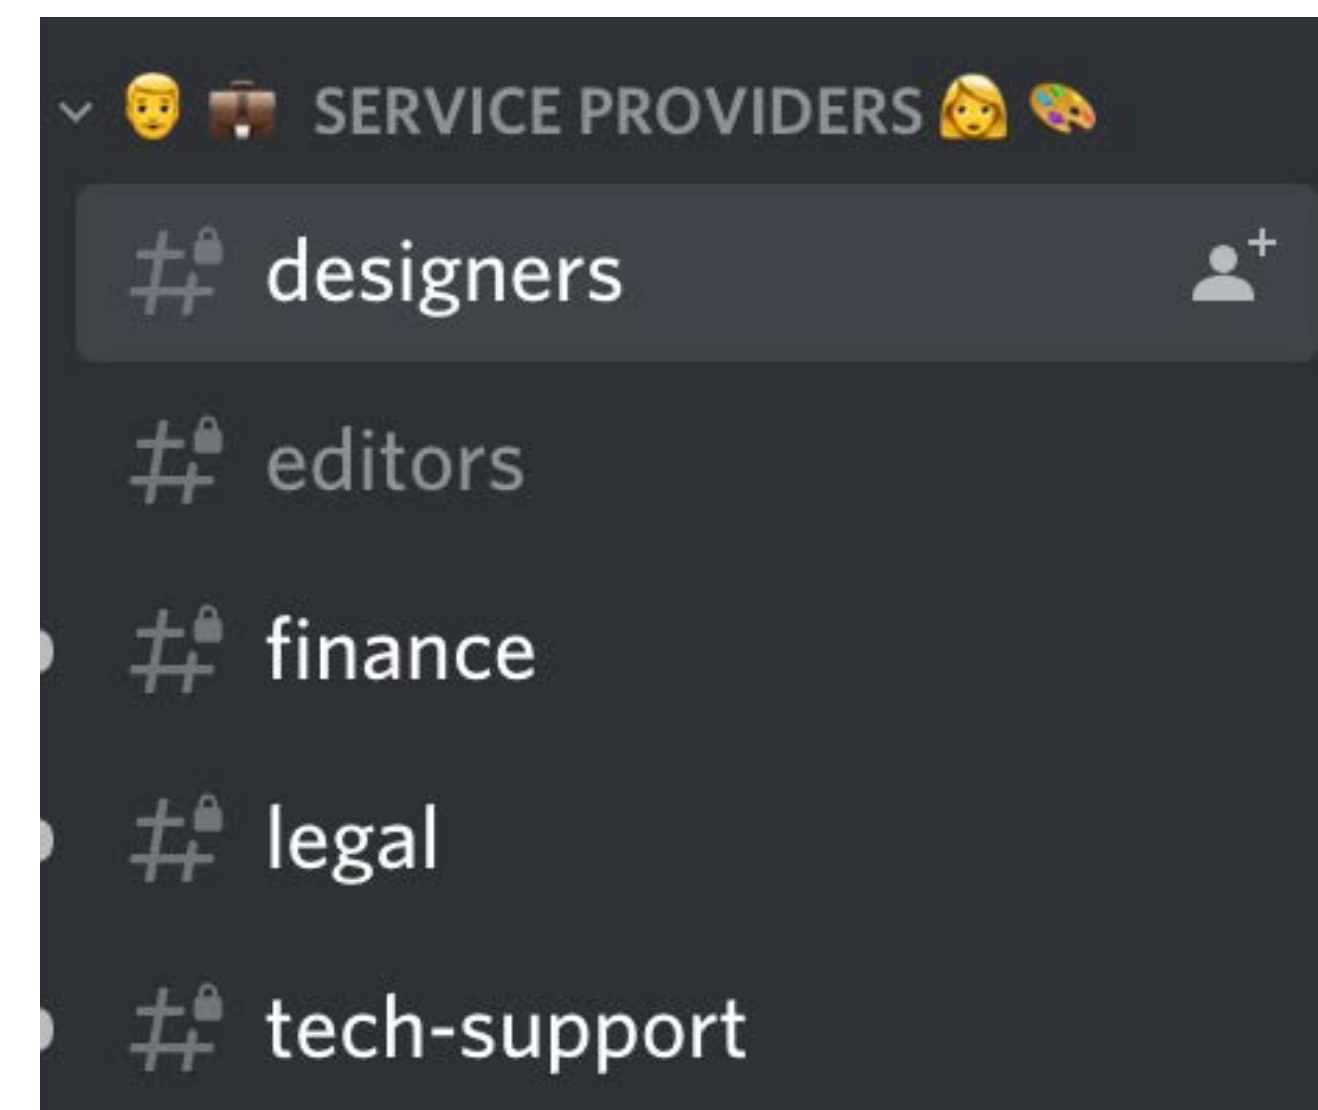 👨 💼 SERVICE PROVIDERS 👩 🎨
# designers
# editors
# finance
# legal
# tech-support